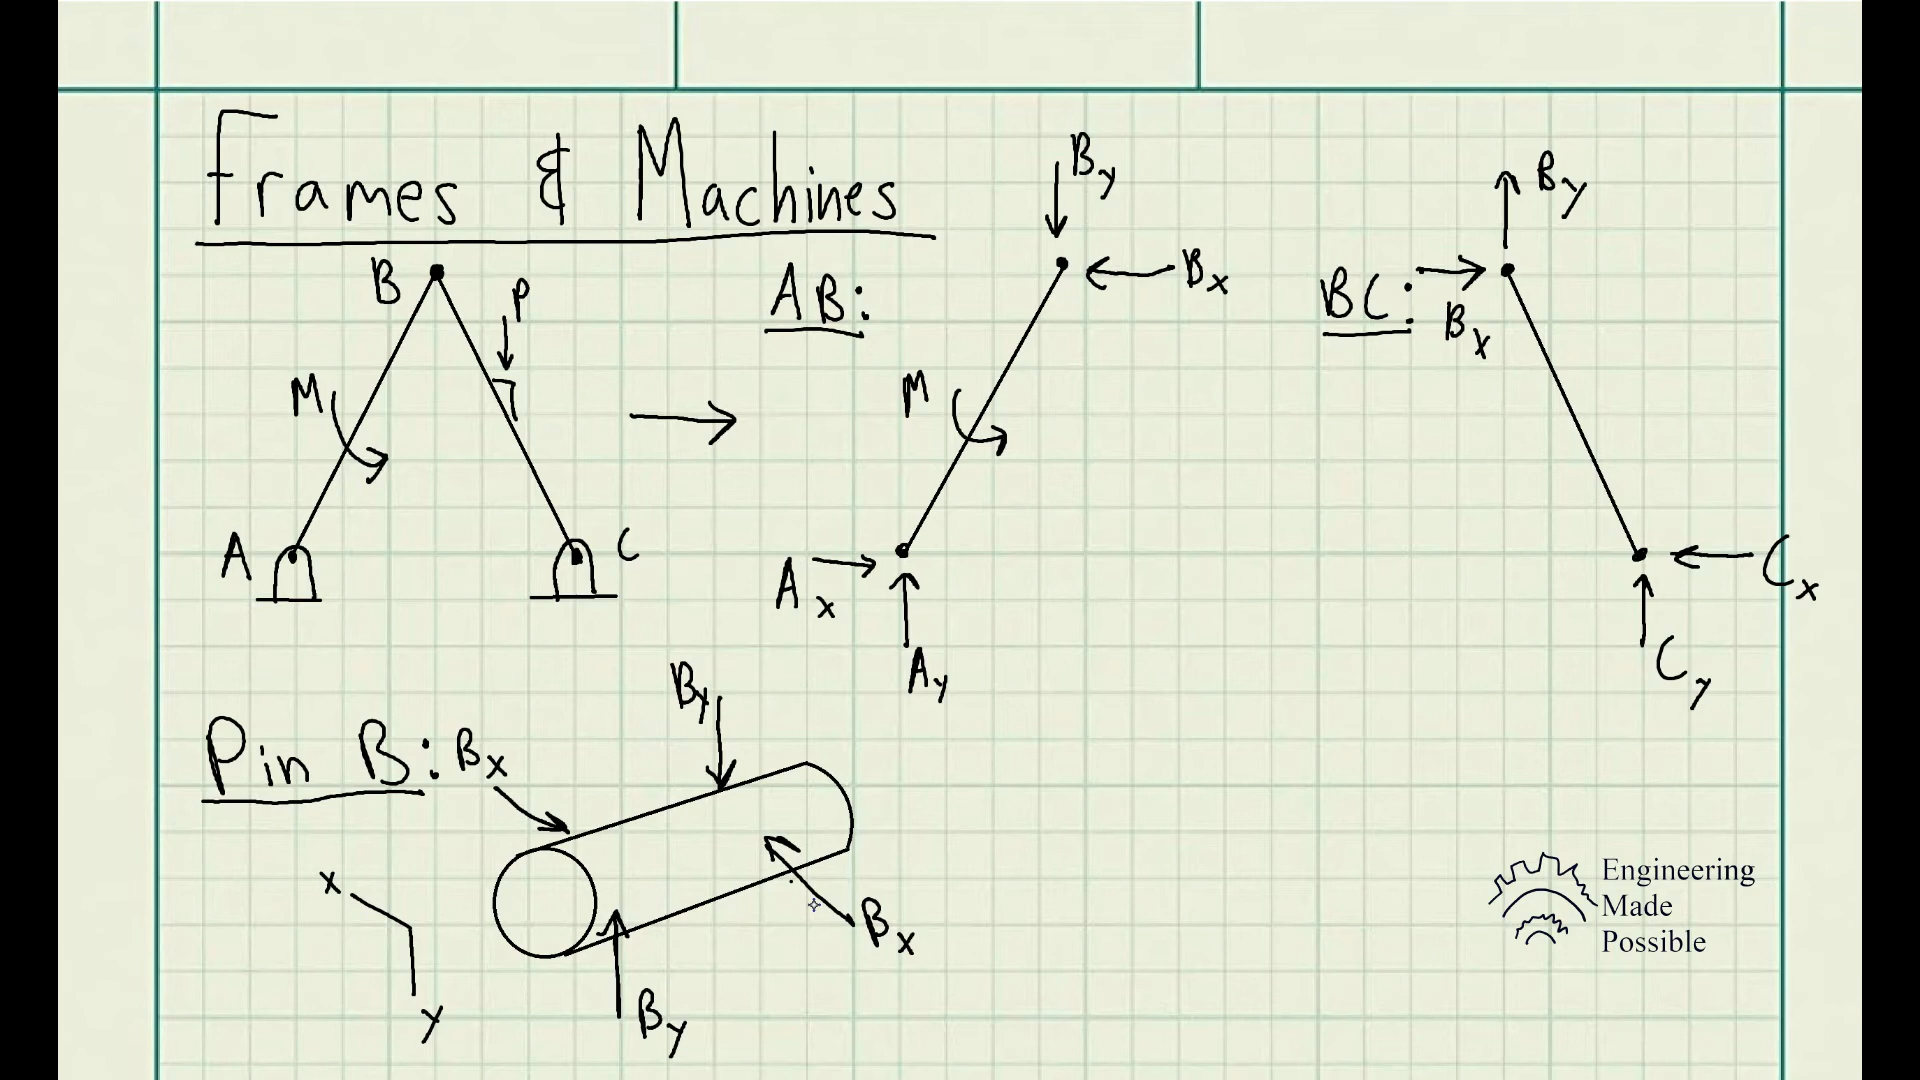 Frames & Machines
B
P
M
A
C
AB:
By
Bx
M
Ax
Ay
BC:
By
Bx
Cx
Cy
Pin B:
Bx
By
Bx
By
x
y
Engineering
Made
Possible